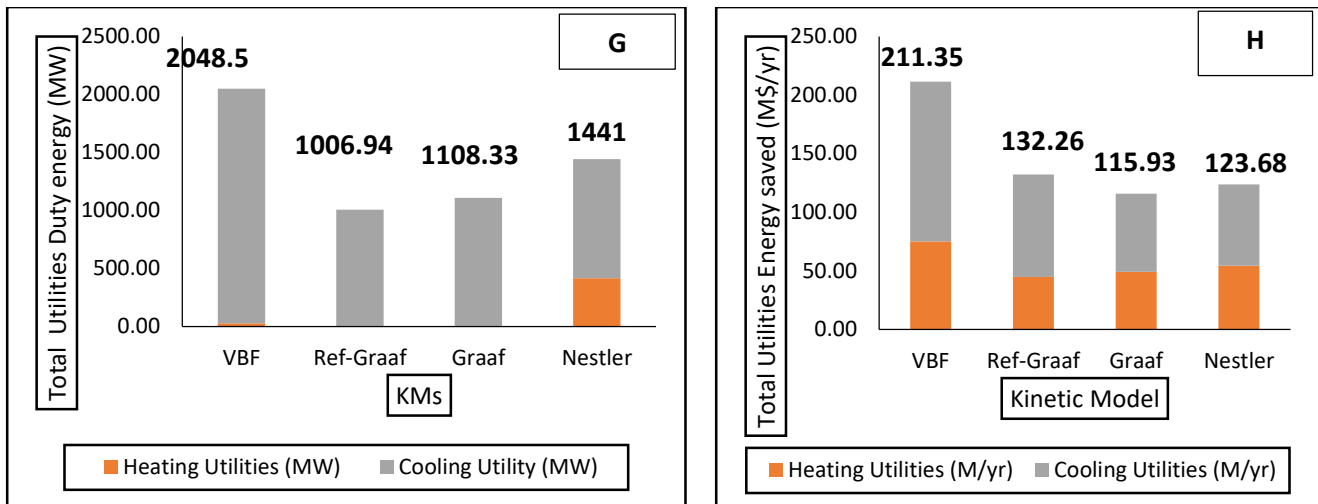 G
Total Utilities Duty energy (MW)
2500.00
2000.00
1500.00
1000.00
500.00
0.00
2048.5
1006.94
1108.33
1441
VBF
Ref-Graaf
Graaf
Nestler
KMs
Heating Utilities (MW)
Cooling Utility (MW)
H
Total Utilities Energy saved (M$/yr)
250.00
200.00
150.00
100.00
50.00
0.00
211.35
132.26
115.93
123.68
VBF
Ref-Graaf
Graaf
Nestler
Kinetic Model
Heating Utilities (M/yr)
Cooling Utilities (M/yr)